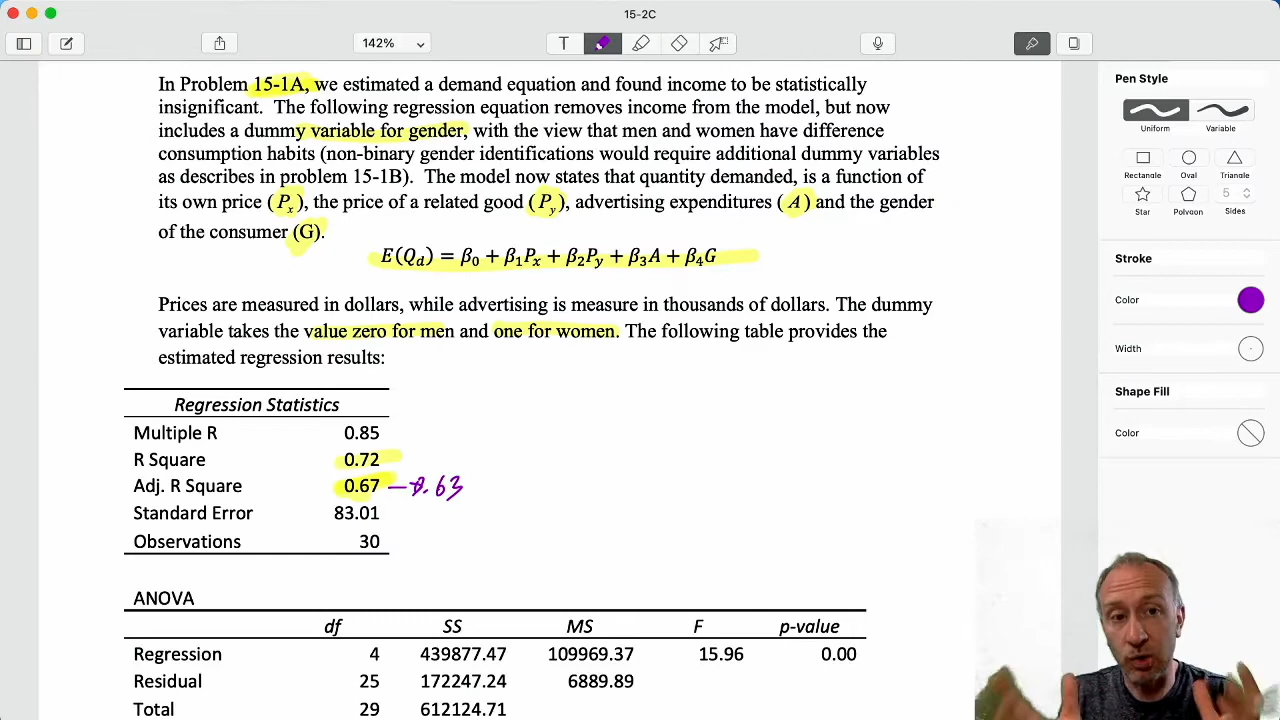 15-2C
142%
T
In Problem 15-1A, we estimated a demand equation and found income to be statistically
insignificant. The following regression equation removes income from the model, but now
includes a dummy variable for gender, with the view that men and women have difference
consumption habits (non-binary gender identifications would require additional dummy variables
as describes in problem 15-1B). The model now states that quantity demanded, is a function of
its own price (Pₓ), the price of a related good (Pᵧ), advertising expenditures (A) and the gender
of the consumer (G).
E(Q_d) = β₀ + β₁Pₓ + β₂Pᵧ + β₃A + β₄G
Prices are measured in dollars, while advertising is measure in thousands of dollars. The dummy
variable takes the value zero for men and one for women. The following table provides the
estimated regression results:
Regression Statistics
Multiple R 0.85
R Square 0.72
Adj. R Square 0.67 — 0.63
Standard Error 83.01
Observations 30
ANOVA
df SS MS F p-value
Regression 4 439877.47 109969.37 15.96 0.00
Residual 25 172247.24 6889.89
Total 29 612124.71
Pen Style
Uniform Variable
Rectangle Oval Triangle
5
Star Polygon Sides
Stroke
Color
Width
Shape Fill
Color